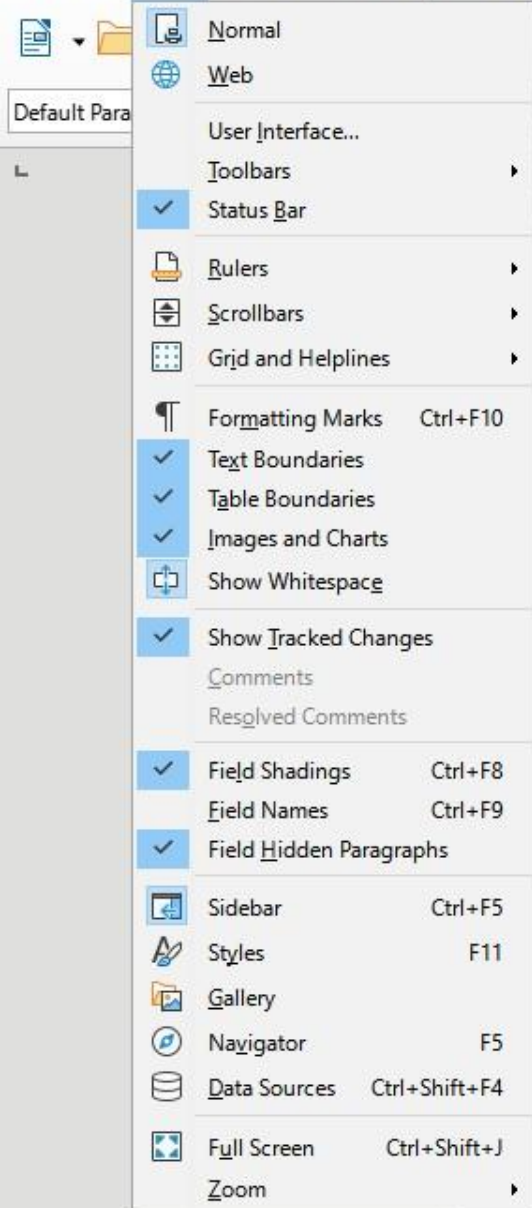 Normal
Web
Default Para
User Interface...
Toolbars
Status Bar
Rulers
Scrollbars
Grid and Helplines
Formatting Marks Ctrl+F10
Text Boundaries
Table Boundaries
Images and Charts
Show Whitespace
Show Tracked Changes
Comments
Resolved Comments
Field Shadings Ctrl+F8
Field Names Ctrl+F9
Field Hidden Paragraphs
Sidebar Ctrl+F5
Styles F11
Gallery
Navigator F5
Data Sources Ctrl+Shift+F4
Full Screen Ctrl+Shift+J
Zoom